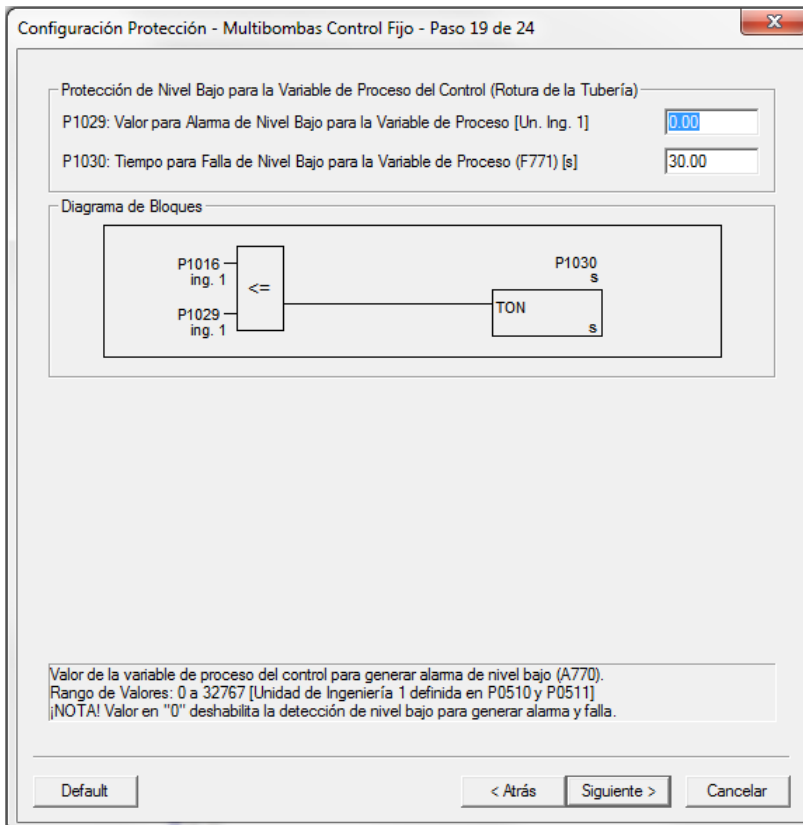 Configuración Protección - Multibombas Control Fijo - Paso 19 de 24
Protección de Nivel Bajo para la Variable de Proceso del Control (Rotura de la Tubería)
P1029: Valor para Alarma de Nivel Bajo para la Variable de Proceso [Un. Ing. 1]
0.00
P1030: Tiempo para Falla de Nivel Bajo para la Variable de Proceso (F771) [s]
30.00
Diagrama de Bloques
P1016
ing. 1
<=
P1029
ing. 1
P1030
s
TON
s
Valor de la variable de proceso del control para generar alarma de nivel bajo (A770).
Rango de Valores: 0 a 32767 [Unidad de Ingeniería 1 definida en P0510 y P0511]
¡NOTA! Valor en "0" deshabilita la detección de nivel bajo para generar alarma y falla.
Default
< Atrás
Siguiente >
Cancelar